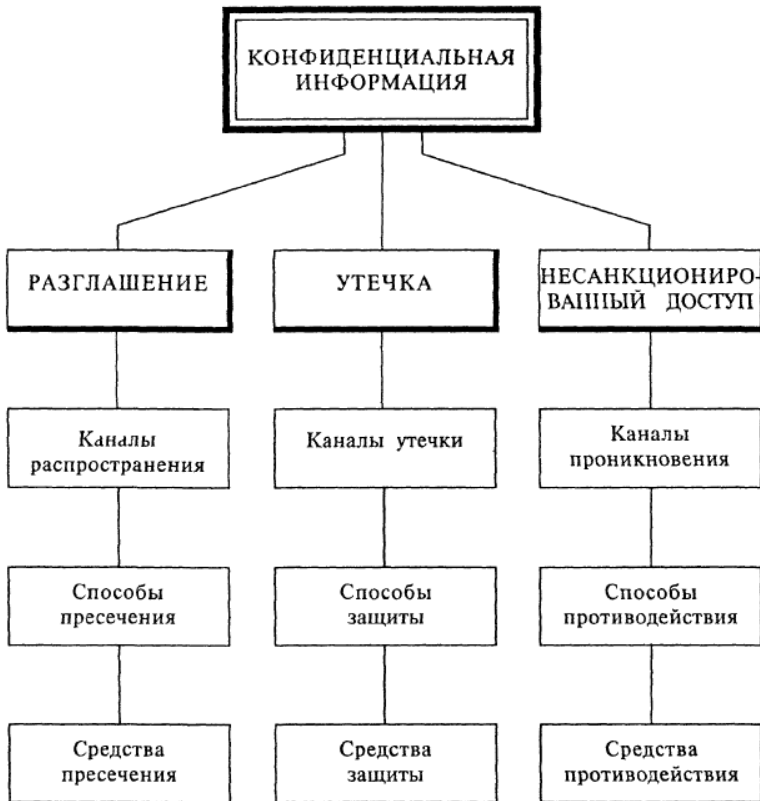 КОНФИДЕНЦИАЛЬНАЯ
ИНФОРМАЦИЯ
РАЗГЛАШЕНИЕ
УТЕЧКА
НЕСАНКЦИОНИРО-
ВАННЫЙ ДОСТУП
Каналы
распространения
Каналы утечки
Каналы
проникновения
Способы
пресечения
Способы
защиты
Способы
противодействия
Средства
пресечения
Средства
защиты
Средства
противодействия